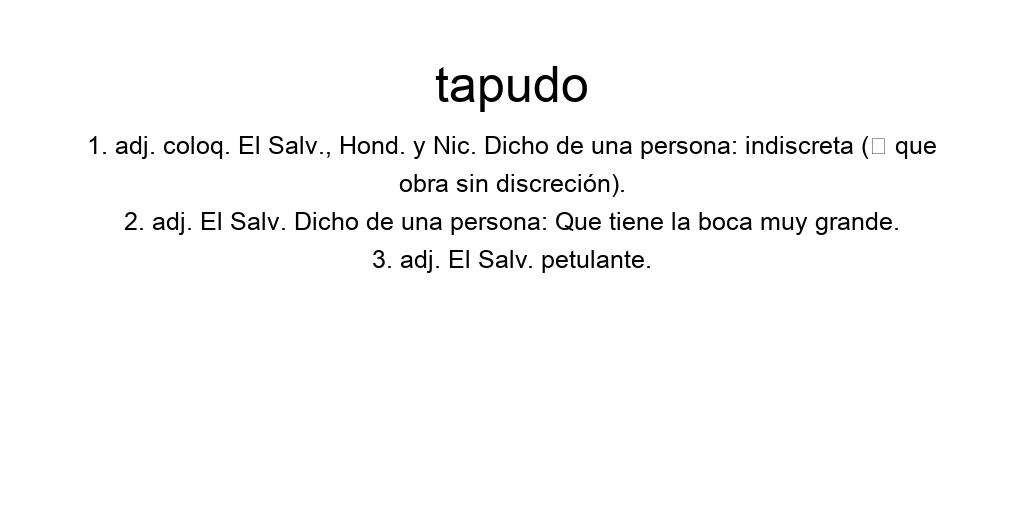 tapudo
1. adj. coloq. El Salv., Hond. y Nic. Dicho de una persona: indiscreta (□ que
obra sin discreción).
2. adj. El Salv. Dicho de una persona: Que tiene la boca muy grande.
3. adj. El Salv. petulante.